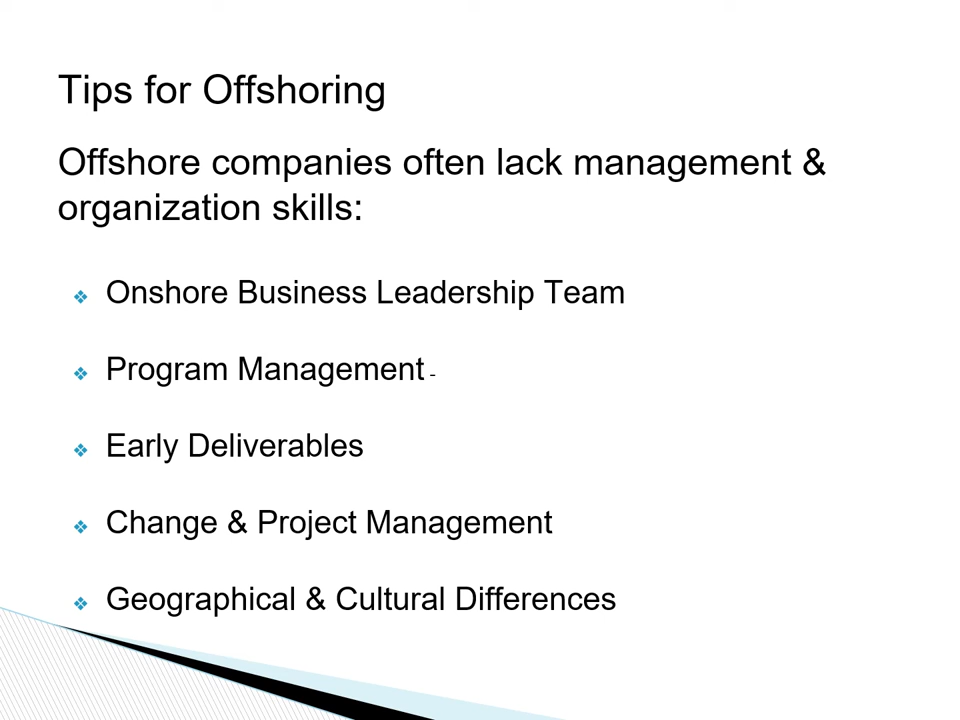 Tips for Offshoring
Offshore companies often lack management &
organization skills:
❖ Onshore Business Leadership Team
❖ Program Management -
❖ Early Deliverables
❖ Change & Project Management
❖ Geographical & Cultural Differences